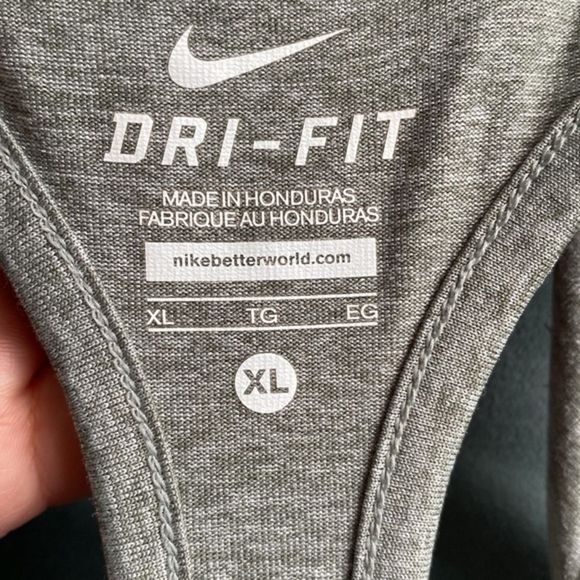 DRI-FIT
MADE IN HONDURAS
FABRIQUE AU HONDURAS
nikebetterworld.com
XL TG EG
XL